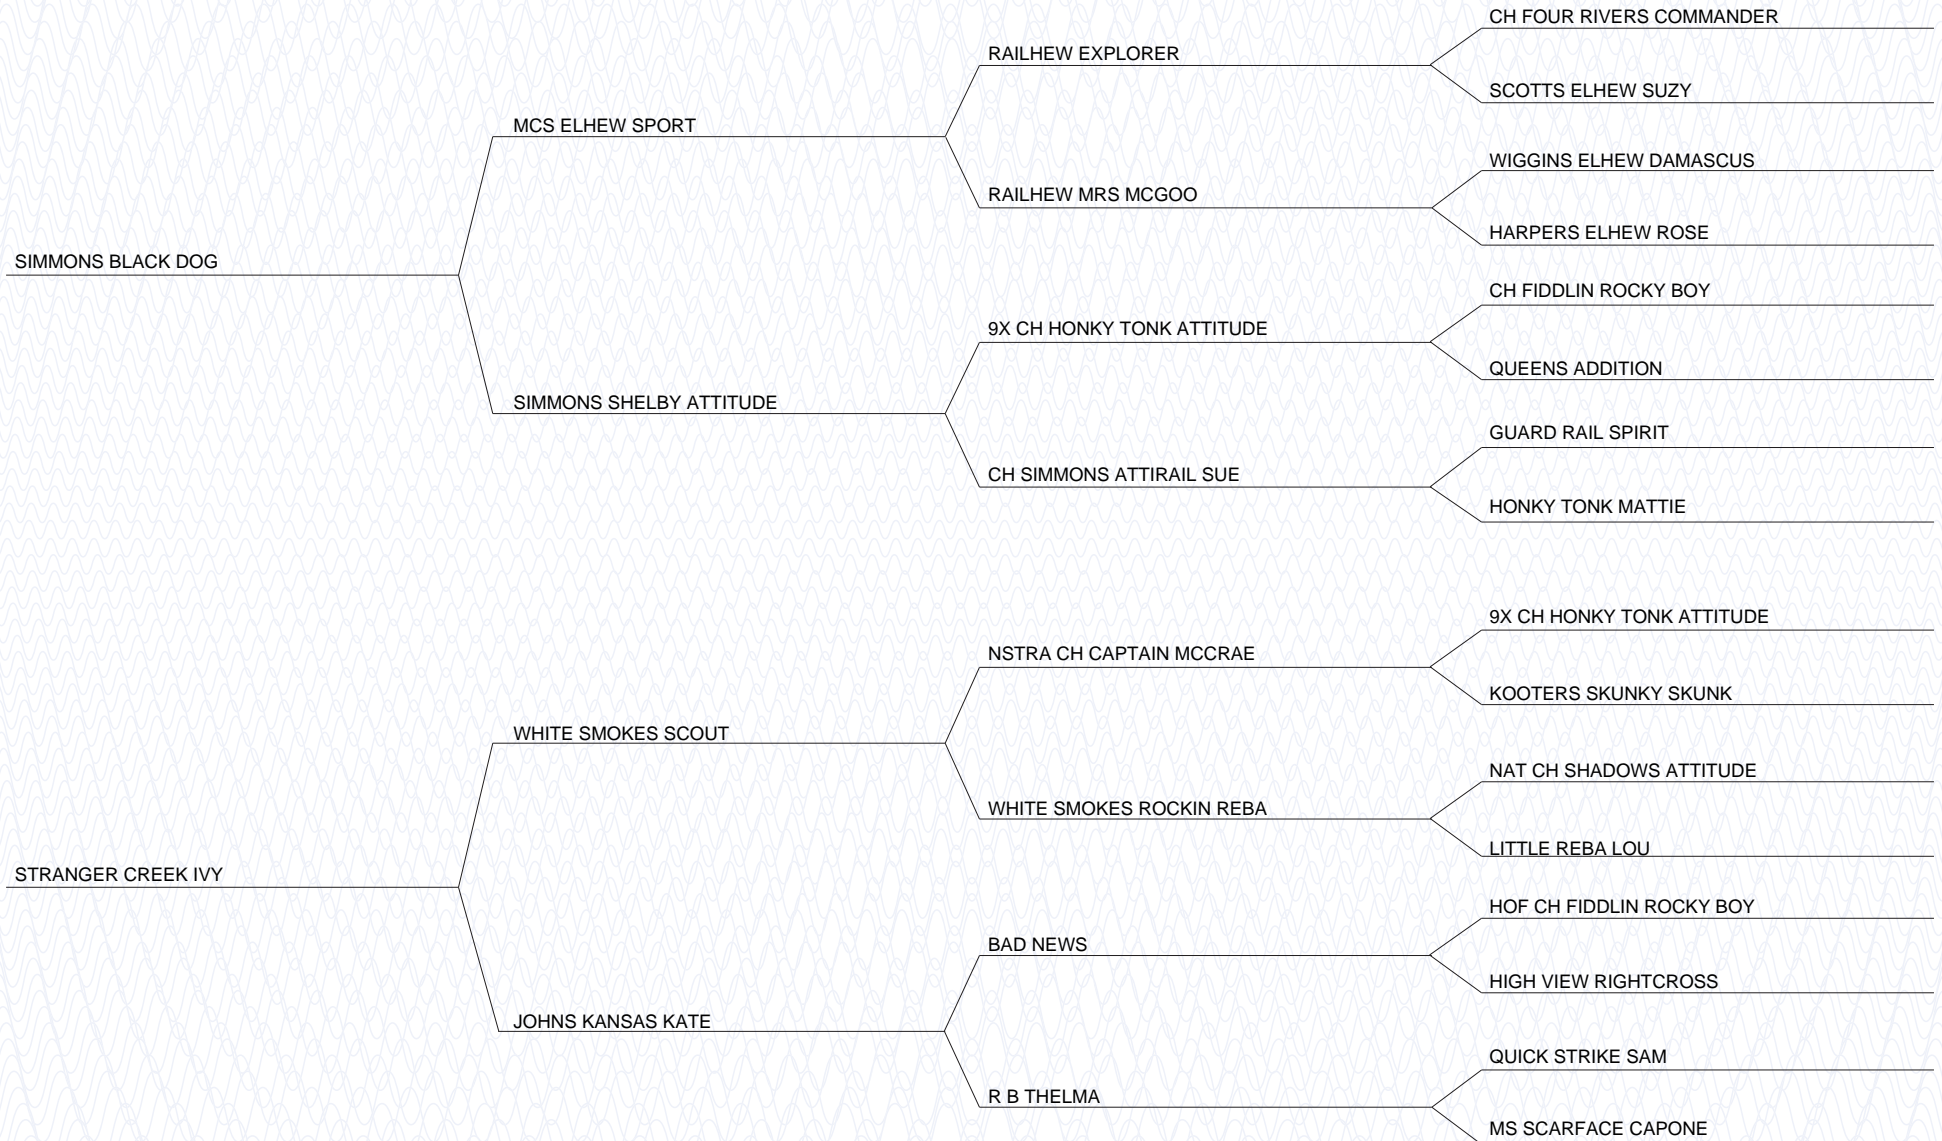 CH FOUR RIVERS COMMANDER
RAILHEW EXPLORER
SCOTTS ELHEW SUZY
MCS ELHEW SPORT
WIGGINS ELHEW DAMASCUS
RAILHEW MRS MCGOO
HARPERS ELHEW ROSE
SIMMONS BLACK DOG
CH FIDDLIN ROCKY BOY
9X CH HONKY TONK ATTITUDE
QUEENS ADDITION
SIMMONS SHELBY ATTITUDE
GUARD RAIL SPIRIT
CH SIMMONS ATTIRAIL SUE
HONKY TONK MATTIE
9X CH HONKY TONK ATTITUDE
NSTRA CH CAPTAIN MCCRAE
KOOTERS SKUNKY SKUNK
WHITE SMOKES SCOUT
NAT CH SHADOWS ATTITUDE
WHITE SMOKES ROCKIN REBA
LITTLE REBA LOU
STRANGER CREEK IVY
HOF CH FIDDLIN ROCKY BOY
BAD NEWS
HIGH VIEW RIGHTCROSS
JOHNS KANSAS KATE
QUICK STRIKE SAM
R B THELMA
MS SCARFACE CAPONE